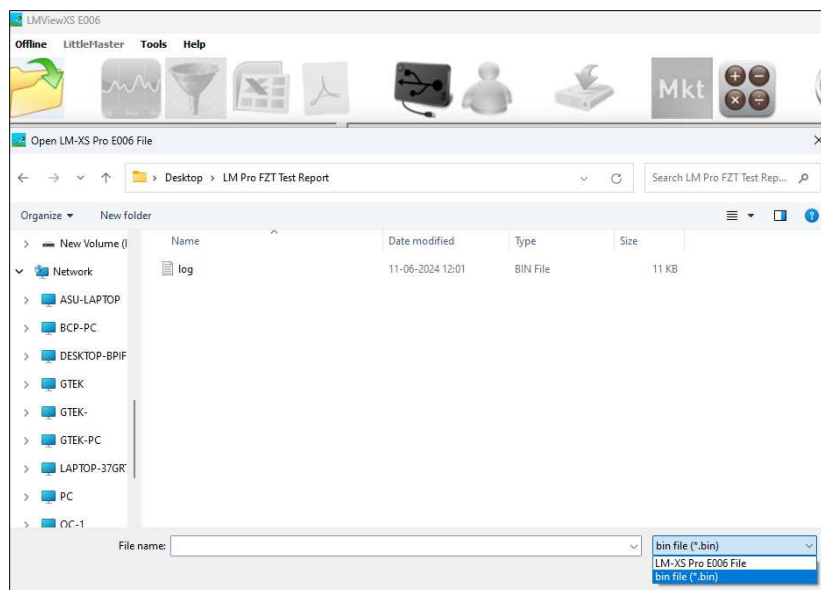 LMViewXS E006
Offline LittleMaster Tools Help
Mkt
Open LM-XS Pro E006 File
Desktop > LM Pro FZT Test Report
Search LM Pro FZT Test Rep...
Organize New folder
Name Date modified Type Size
New Volume (
log 11-06-2024 12:01 BIN File 11 KB
Network
ASU-LAPTOP
BCP-PC
DESKTOP-BPIF
GTEK
GTEK-
GTEK-PC
LAPTOP-37GR
PC
OC-1
File name: bin file (*.bin)
LM-XS Pro E006 File
bin file (*.bin)